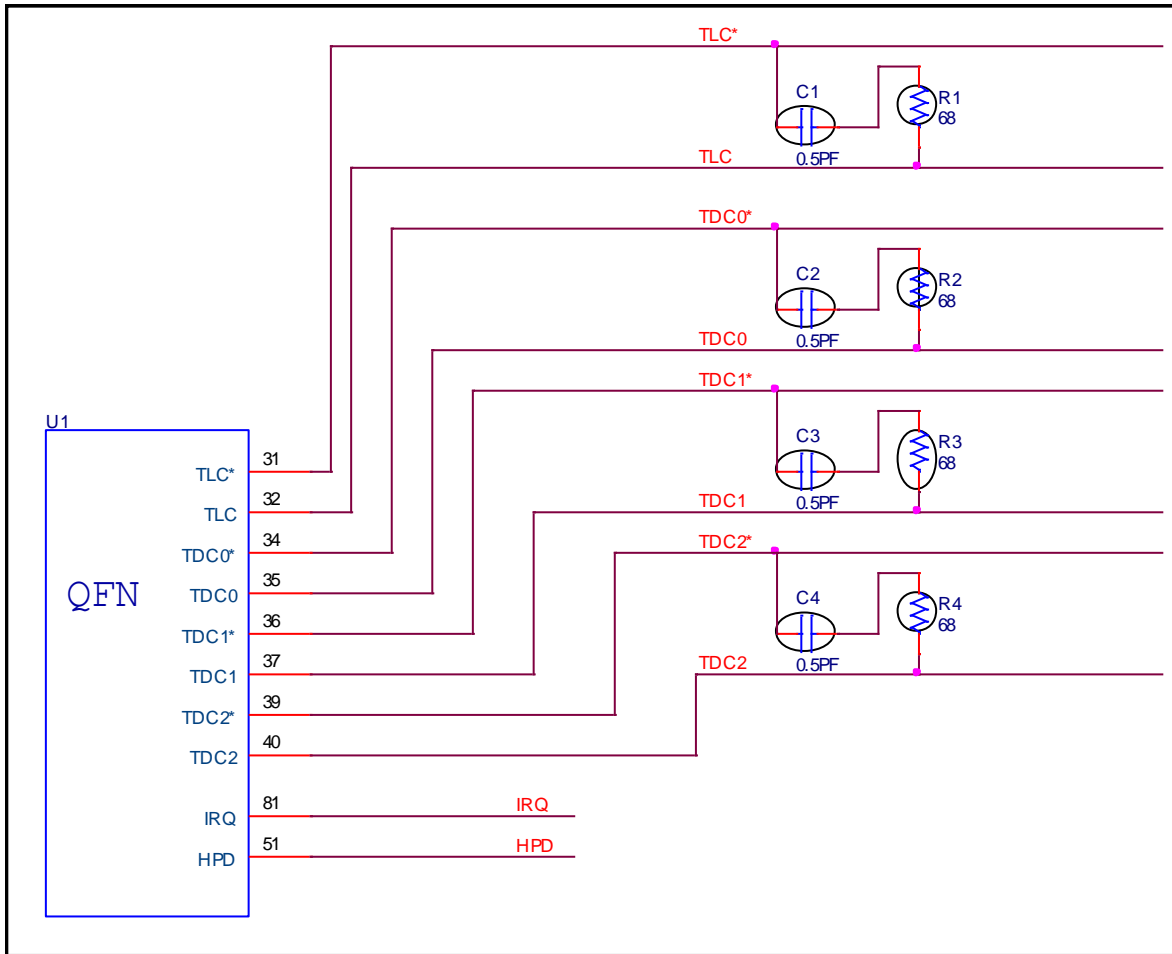 TLC*
C1
R1
68
0.5PF
TLC
TDC0*
C2
R2
68
0.5PF
TDC0
TDC1*
C3
R3
68
0.5PF
TDC1
TDC2*
C4
R4
68
0.5PF
TDC2
U1
QFN
TLC* 31
TLC 32
TDC0* 34
TDC0 35
TDC1* 36
TDC1 37
TDC2* 39
TDC2 40
IRQ 81 IRQ
HPD 51 HPD